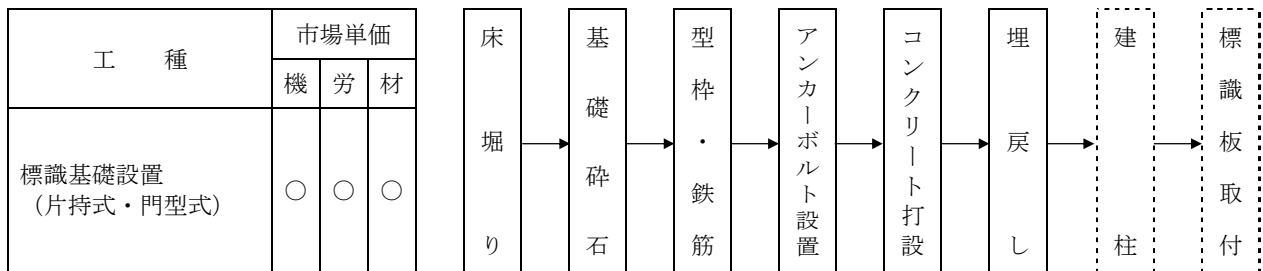 工 種
市場単価
機 労 材
標識基礎設置
（片持式・門型式）
○ ○ ○
床堀り
基礎砕石
型枠・鉄筋
アンカーボルト設置
コンクリート打設
埋戻し
建柱
標識板取付